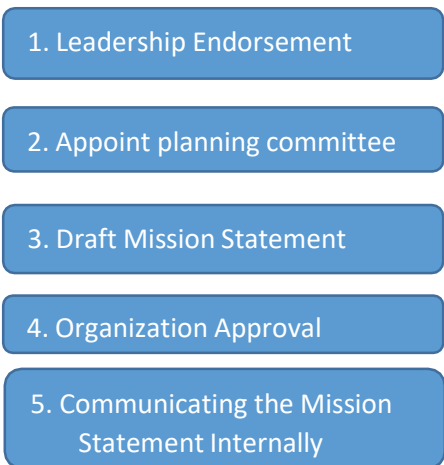 1. Leadership Endorsement
2. Appoint planning committee
3. Draft Mission Statement
4. Organization Approval
5. Communicating the Mission
Statement Internally